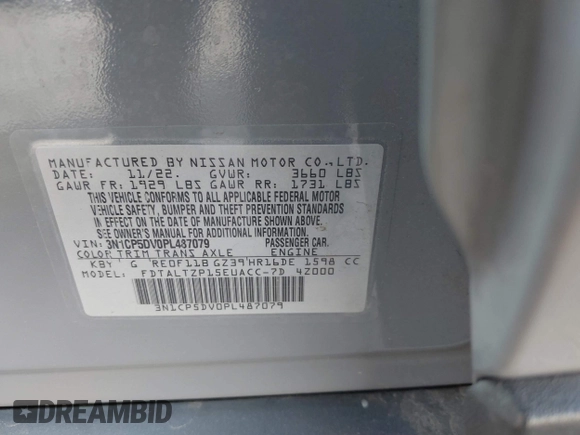 MANUFACTURED BY NISSAN MOTOR CO.,LTD.
DATE: 11/22. GVWR: 3660 LBS
GAWR FR: 1929 LBS GAWR RR: 1731 LBS
THIS VEHICLE CONFORMS TO ALL APPLICABLE FEDERAL MOTOR
VEHICLE SAFETY, BUMPER AND THEFT PREVENTION STANDARDS
IN EFFECT ON THE DATE OF MANUFACTURE SHOWN ABOVE.
SEE OWNER'S MANUAL FOR ADDITIONAL INFORMATION.
VIN: 3N1CP5DV0PL487079 PASSENGER CAR.
COLOR TRIM TRANS AXLE ENGINE
KBY G RE0F11B GZ39 HR16DE 1598 CC
MODEL: FDTALTZP15EUACC-7D 4Z000
3N1CP5DV0PL487079
DREAMBID